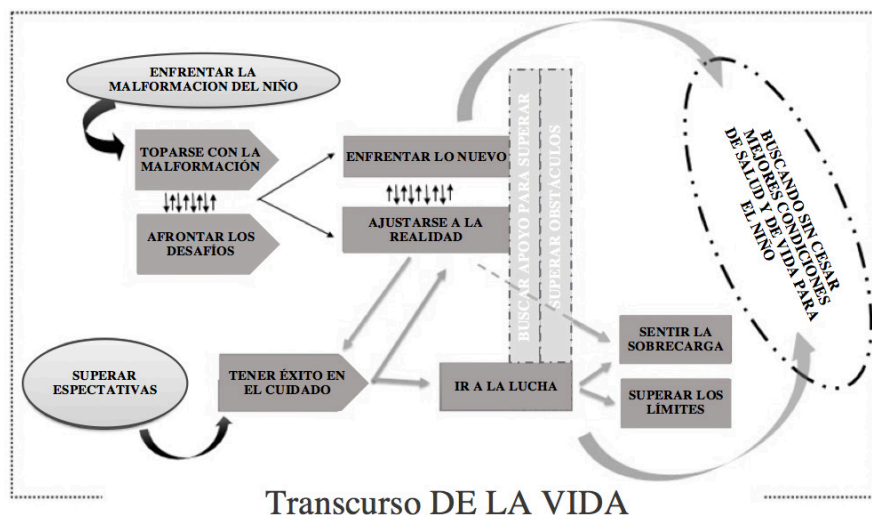 ENFRENTAR LA
MALFORMACION DEL NIÑO
TOPARSE CON LA
MALFORMACIÓN
AFRONTAR LOS
DESAFÍOS
ENFRENTAR LO NUEVO
AJUSTARSE A LA
REALIDAD
BUSCAR APOYO PARA SUPERAR
SUPERAR OBSTÁCULOS
BUSCANDO SIN CESAR
MEJORES CONDICIONES
DE SALUD Y DE VIDA PARA
EL NIÑO
SUPERAR
ESPECTATIVAS
TENER ÉXITO EN
EL CUIDADO
IR A LA LUCHA
SENTIR LA
SOBRECARGA
SUPERAR LOS
LÍMITES
Transcurso DE LA VIDA